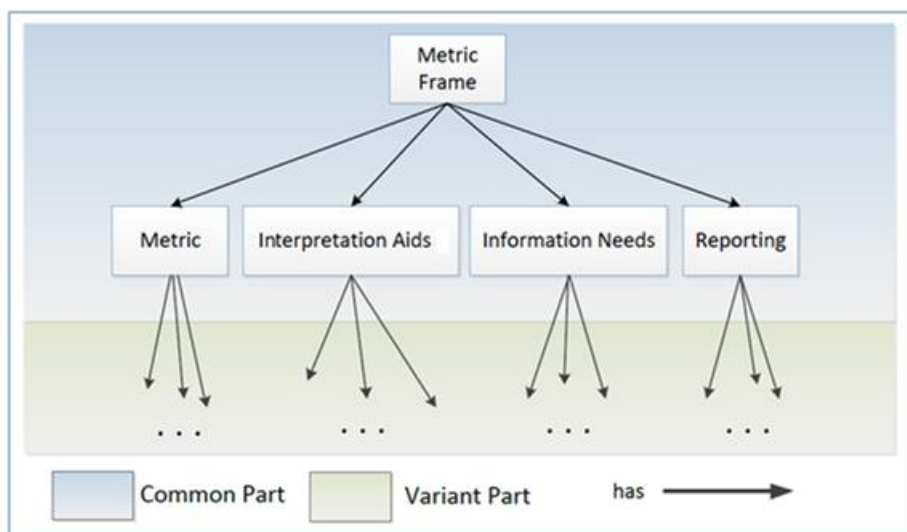 Metric
Frame
Metric
Interpretation Aids
Information Needs
Reporting
. . .
. . .
. . .
. . .
Common Part
Variant Part
has